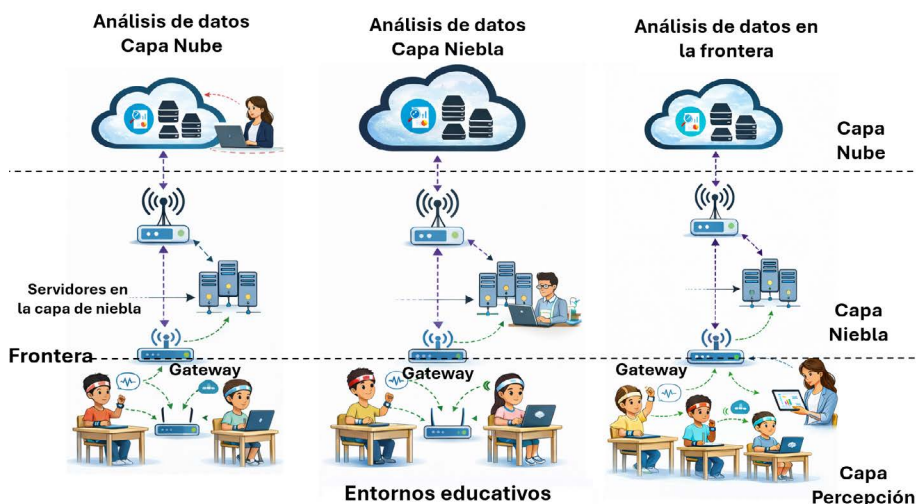 Análisis de datos
Capa Nube
Análisis de datos
Capa Niebla
Análisis de datos en
la frontera
Capa
Nube
Servidores en
la capa de niebla
Capa
Niebla
Frontera
Gateway
Gateway
Gateway
Entornos educativos
Capa
Percepción